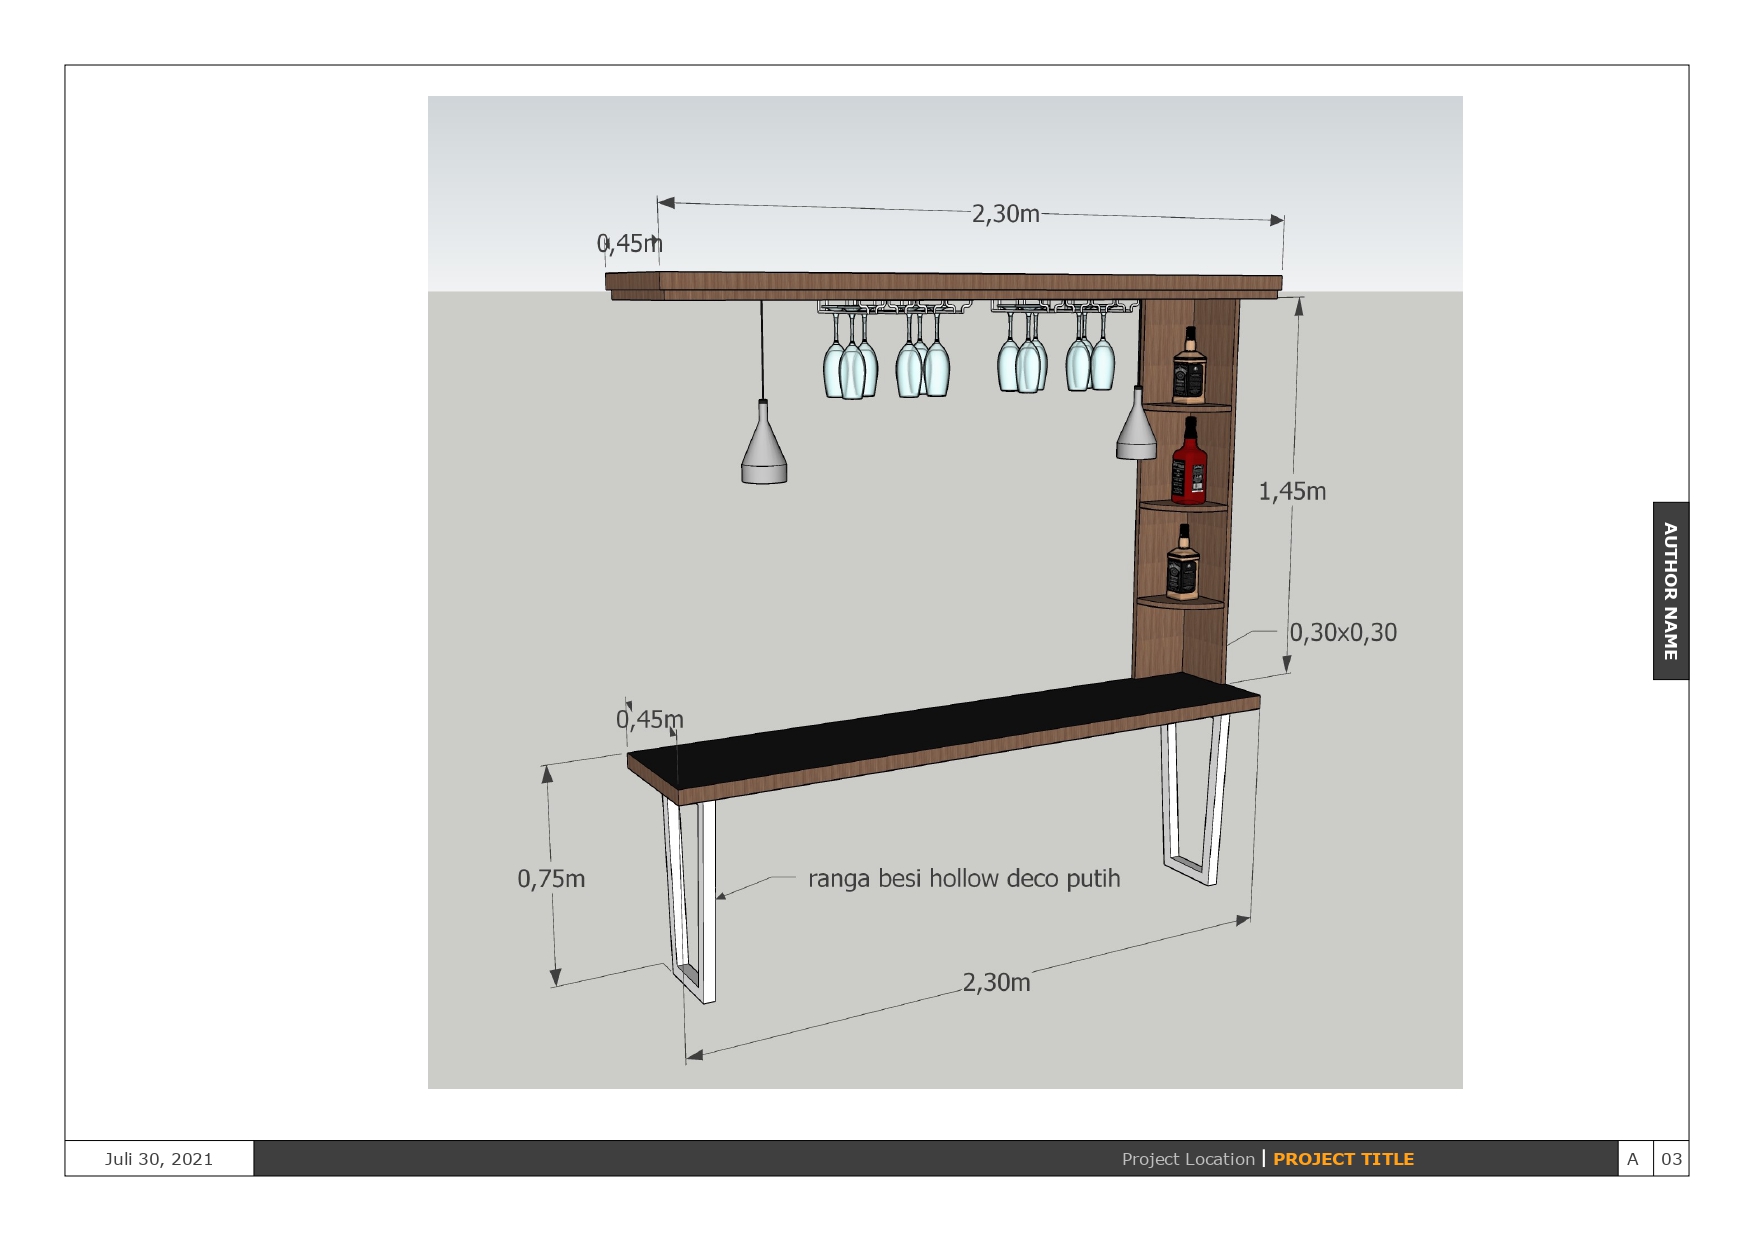 2,30m
0,45m
1,45m
0,30x0,30
0,45m
0,75m
ranga besi hollow deco putih
2,30m
AUTHOR NAME
Juli 30, 2021
Project Location | PROJECT TITLE
A
03